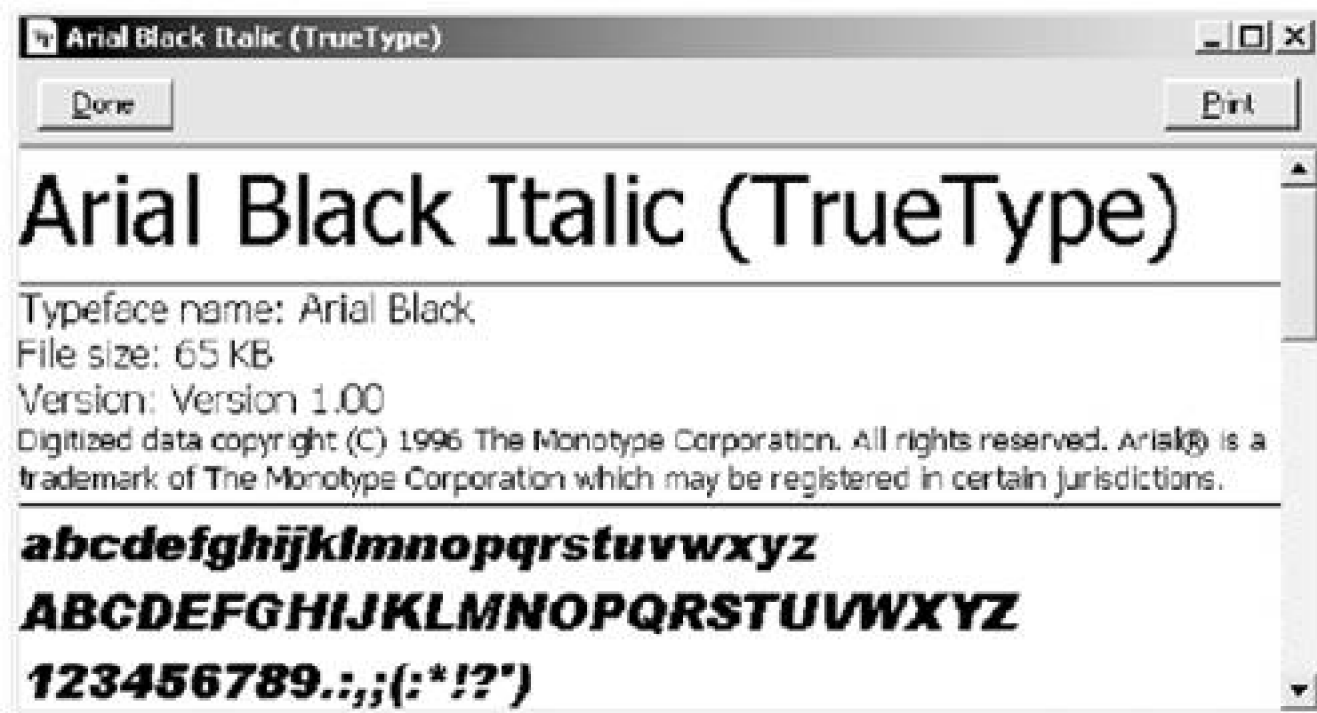 Arial Black Italic (TrueType)
Done
Print
Arial Black Italic (TrueType)
Typeface name: Arial Black
File size: 65 KB
Version: Version 1.00
Digitized data copyright (C) 1996 The Monotype Corporation. All rights reserved. Arial® is a
trademark of The Monotype Corporation which may be registered in certain jurisdictions.
abcdefghijklmnopqrstuvwxyz
ABCDEFGHIJKLMNOPQRSTUVWXYZ
123456789.:,;(:*!?')